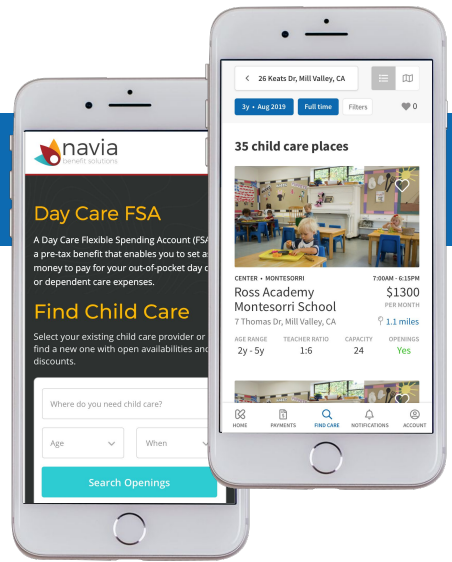 navia
benefit solutions
Day Care FSA
A Day Care Flexible Spending Account (FSA
a pre-tax benefit that enables you to set as
money to pay for your out-of-pocket day c
or dependent care expenses.
Find Child Care
Select your existing child care provider or
find a new one with open availabilities and
discounts.
Where do you need child care?
Age
When
Search Openings
26 Keats Dr, Mill Valley, CA
3y • Aug 2019
Full time
Filters
0
35 child care places
CENTER • MONTESSORI
7:00AM - 6:15PM
Ross Academy
Montesorri School
$1300
PER MONTH
7 Thomas Dr, Mill Valley, CA
1.1 miles
AGE RANGE
TEACHER RATIO
CAPACITY
OPENINGS
2y - 5y
1:6
24
Yes
HOME
PAYMENTS
FIND CARE
NOTIFICATIONS
ACCOUNT